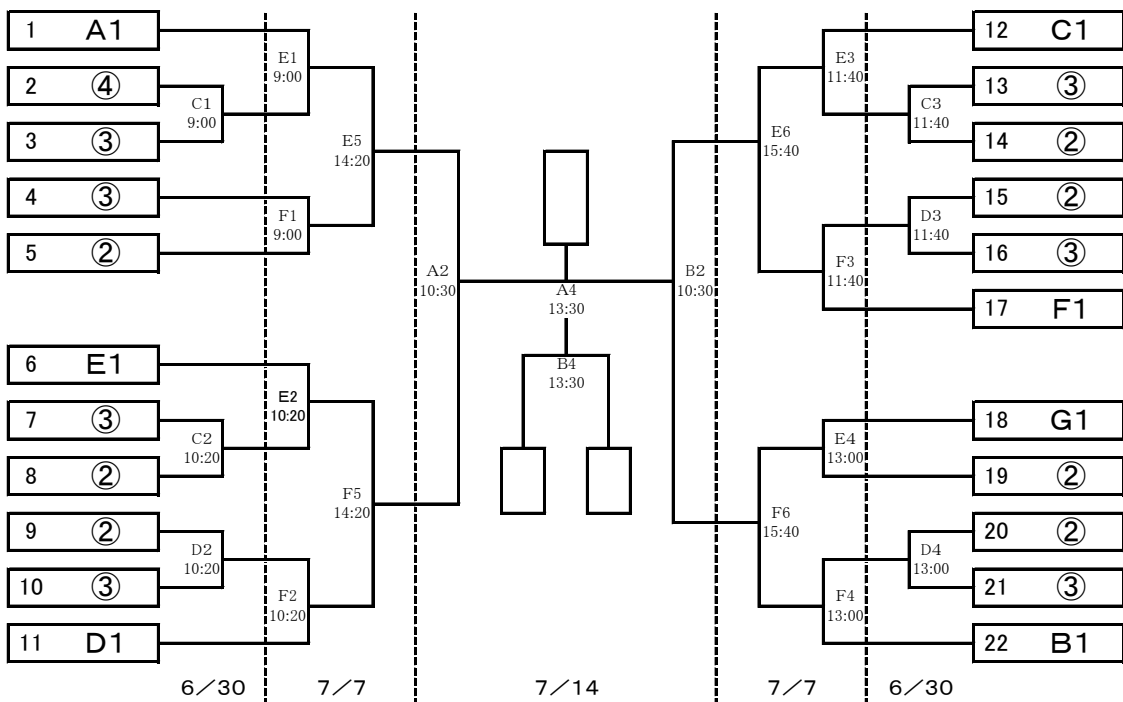 1 A1
2 ④
3 ③
4 ③
5 ②
6 E1
7 ③
8 ②
9 ②
10 ③
11 D1
C1
9:00
C2
10:20
D2
10:20
E1
9:00
F1
9:00
E2
10:20
F2
10:20
E5
14:20
F5
14:20
A2
10:30
A4
13:30
B4
13:30
B2
10:30
E6
15:40
F6
15:40
E3
11:40
F3
11:40
E4
13:00
F4
13:00
C3
11:40
D3
11:40
D4
13:00
12 C1
13 ③
14 ②
15 ②
16 ③
17 F1
18 G1
19 ②
20 ②
21 ③
22 B1
6/30 7/7 7/14 7/7 6/30